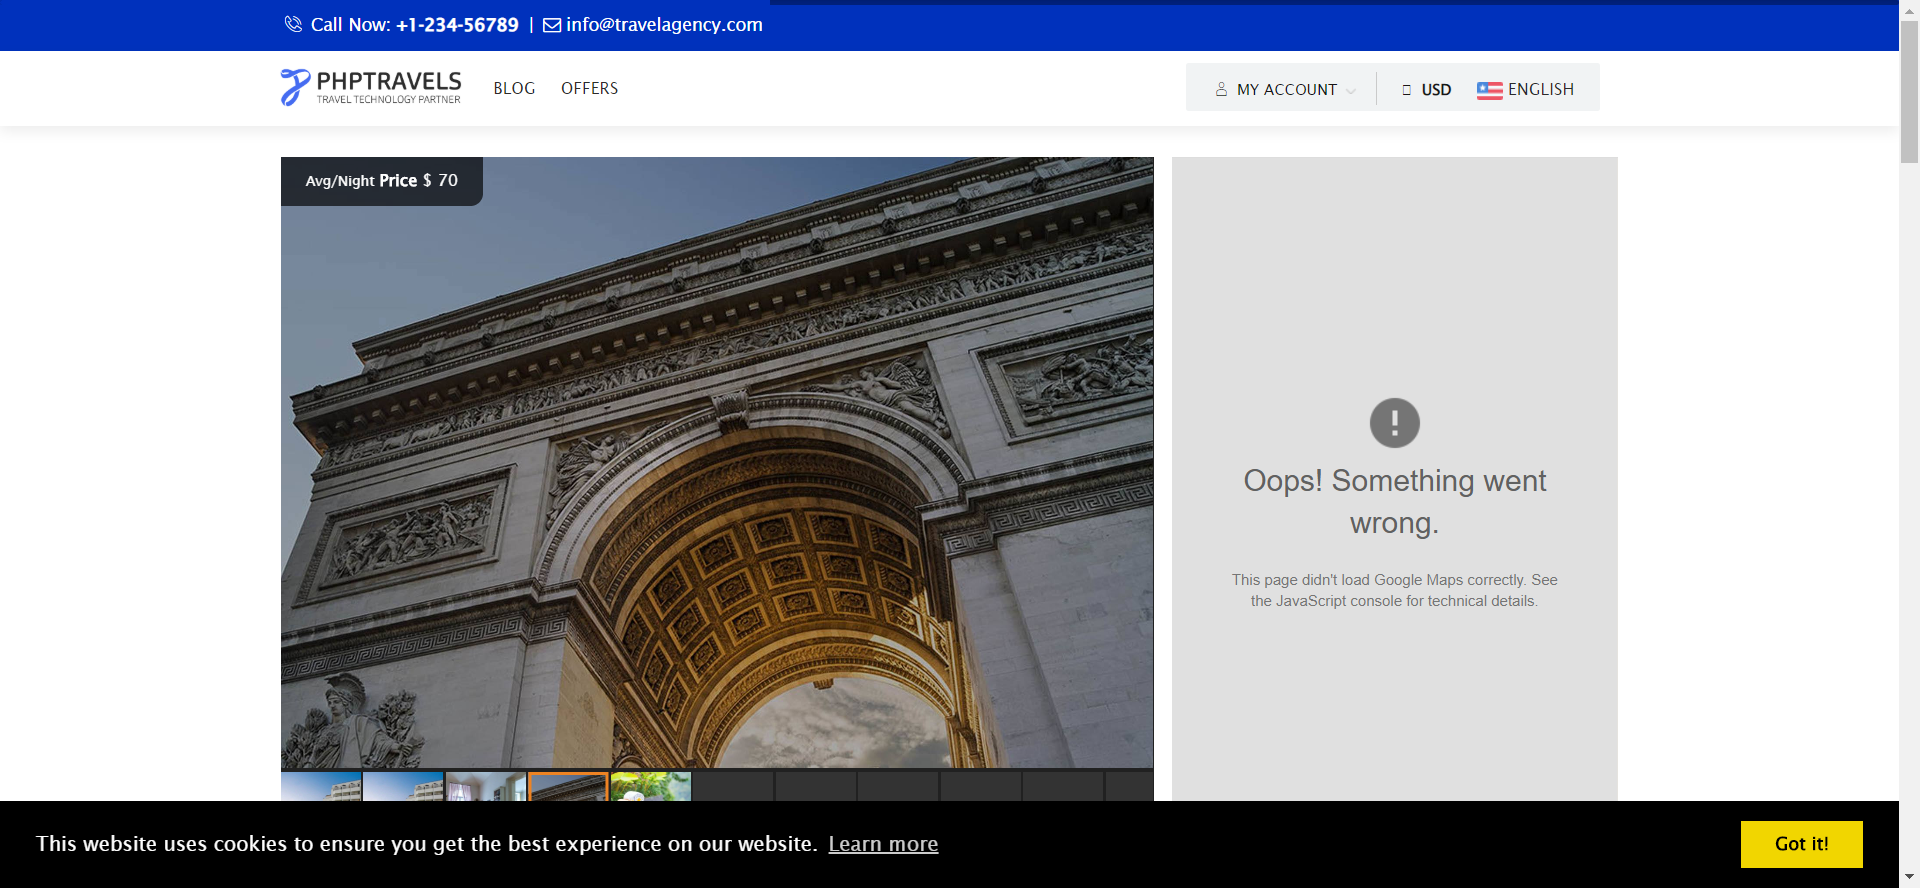 Call Now: +1-234-56789 | info@travelagency.com
PHPTRAVELS
TRAVEL TECHNOLOGY PARTNER
BLOG OFFERS
MY ACCOUNT USD ENGLISH
Avg/Night Price $ 70
Oops! Something went
wrong.
This page didn't load Google Maps correctly. See
the JavaScript console for technical details.
This website uses cookies to ensure you get the best experience on our website. Learn more
Got it!